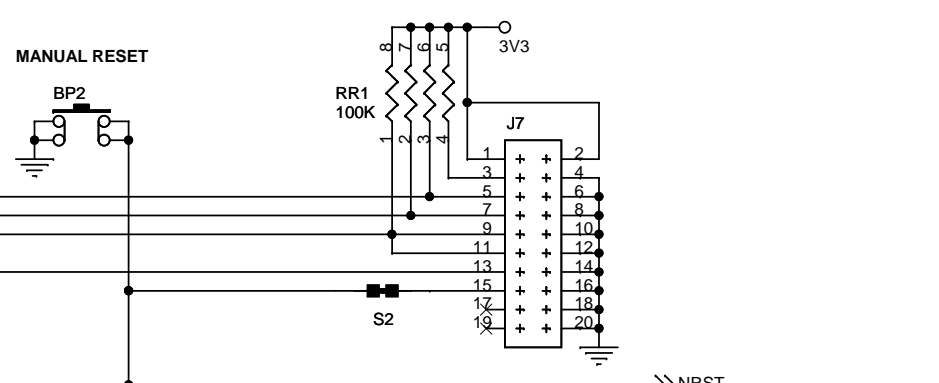 3V3
MANUAL RESET
BP2
8 7 6 5
RR1
100K
1 2 3 4
J7
1 2
3 4
5 6
7 8
9 10
11 12
13 14
15 16
17 18
19 20
S2
NRST